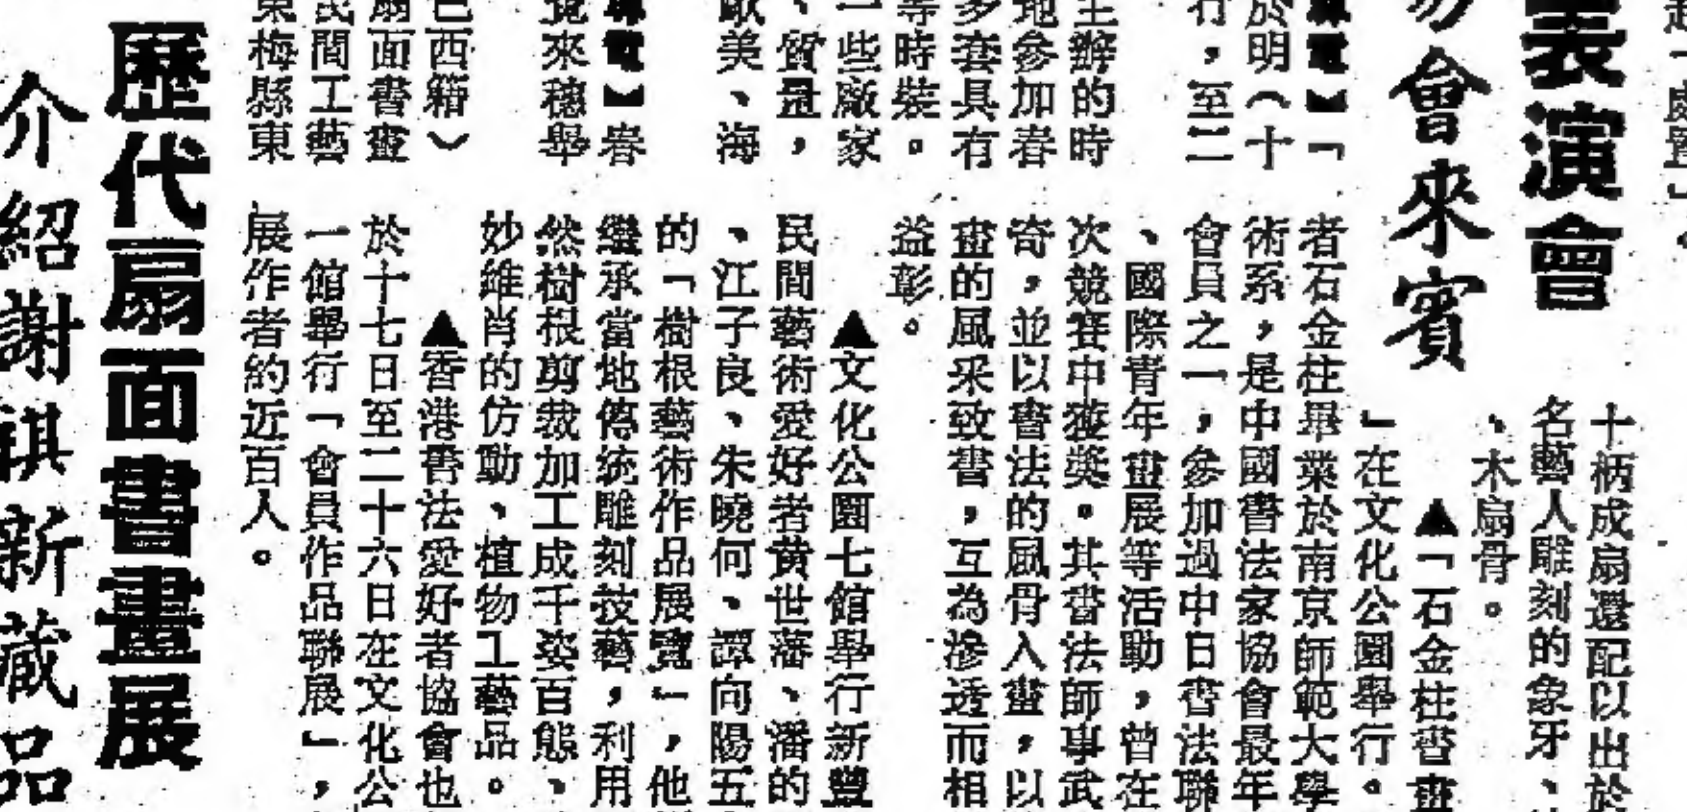 表演會
會來賓
十柄成扇還配以出於
名藝人雕刻的象牙、
、木扇骨。
▲「石金柱書畫
」在文化公園舉行。
者石金柱畢業於南京師範大學
術系，是中國書法家協會最年
會員之一，參加過中日書法聯
、國際青年畫展等活動，曾在
次競賽中獲獎。其書法師事武
奇，並以書法的風骨入畫，以
畫的風采致書，互為滲透而相
益彰。
▲文化公園七館舉行新豐
民間藝術愛好者黄世藩、潘的
、江子良、朱曉何、譚向陽五
的「樹根藝術作品展覽」，他
繼承當地傳統雕刻技藝，利用
然樹根剪裁加工成千姿百態、
妙維肖的仿動、植物工藝品。
▲香港書法愛好者協會也
於十七日至二十六日在文化公
一館舉行「會員作品聯展」，
展作者約近百人。
】「
於明（十
行，至二
主辦的時
地參加春
多套具有
等時裝。
一些廠家
、質量，
歐美、海
】春
覽來穗舉
西籍）
扇面書畫
民間工藝
東梅縣東
歷代扇面書畫展
介紹謝祺新藏品